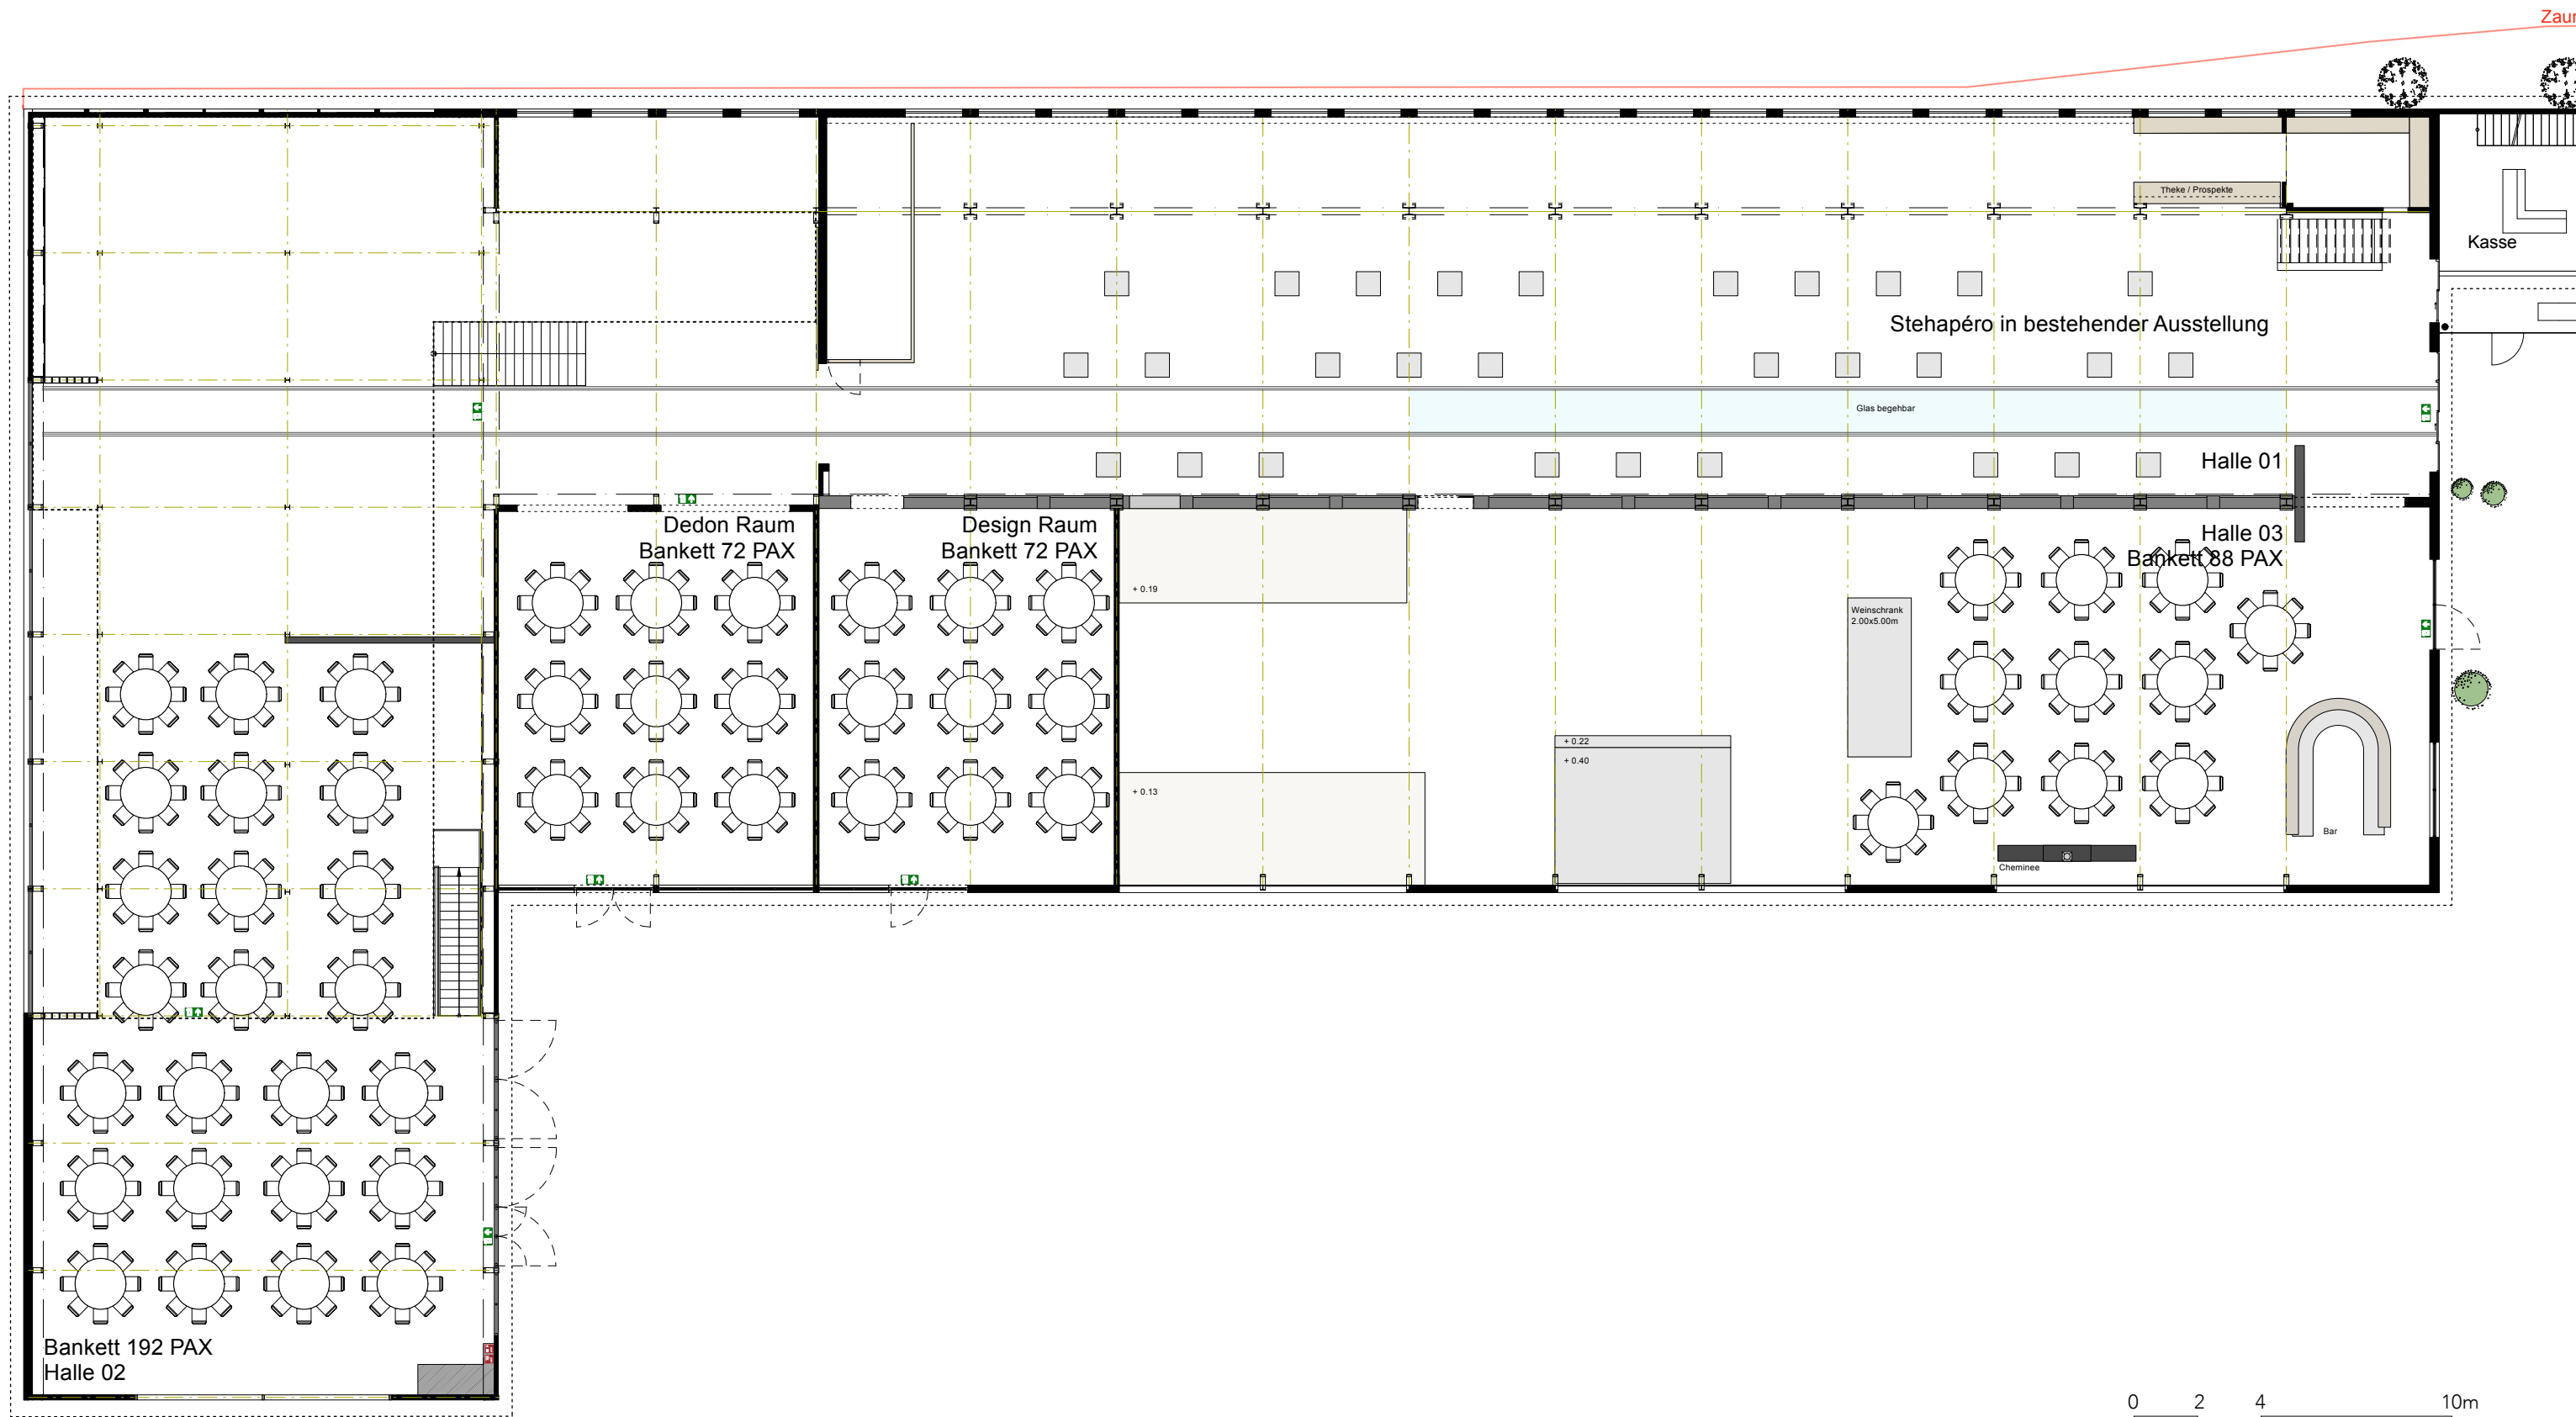 Zaun
Theke / Prospekte
Kasse
Stehapéro in bestehender Ausstellung
Glas begehbar
Halle 01
Dedon Raum
Bankett 72 PAX
Design Raum
Bankett 72 PAX
Halle 03
Bankett 88 PAX
+ 0.19
Weinschrank
2.00x5.00m
+ 0.22
+ 0.40
+ 0.13
Bar
Cheminee
Bankett 192 PAX
Halle 02
0 2 4 10m